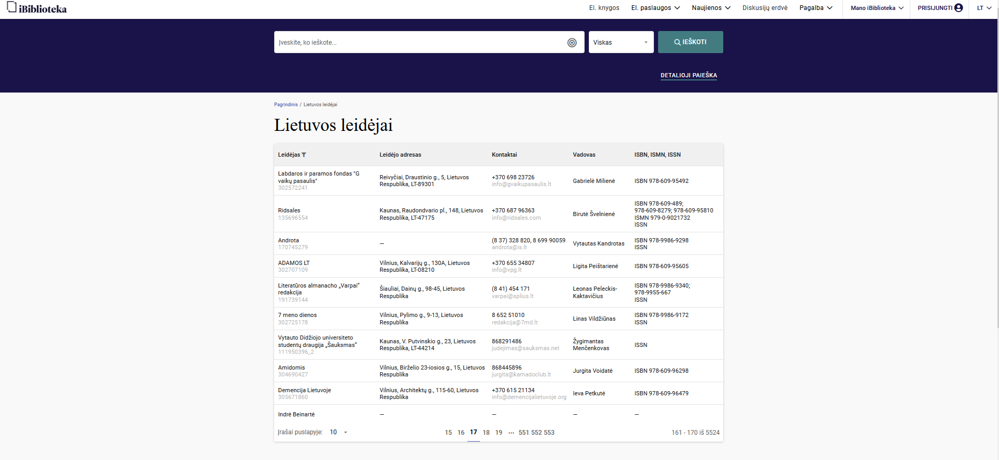 iBiblioteka
El. knygos
El. paslaugos
Naujienos
Diskusijų erdvė
Pagalba
Mano iBiblioteka
PRISIJUNGTI
LT
Įveskite, ko ieškote...
Viskas
IEŠKOTI
DETALIOJI PAIEŠKA
Pagrindinis / Lietuvos leidėjai
Lietuvos leidėjai
Leidėjas
Leidėjo adresas
Kontaktai
Vadovas
ISBN, ISMN, ISSN
Labdaros ir paramos fondas "G
vaikų pasaulis"
302572241
Reivyčiai, Draustinio g., 5, Lietuvos
Respublika, LT-89301
+370 698 23726
info@gvaikupasaulis.lt
Gabrielė Milienė
ISBN 978-609-95492
Ridsales
135696554
Kaunas, Raudondvario pl., 148, Lietuvos
Respublika, LT-47175
+370 687 96363
info@ridsales.com
Birutė Švelnienė
ISBN 978-609-489;
978-609-8279; 978-609-95810
ISMN 979-0-9021732
ISSN
Androta
170745279
—
(8 37) 328 820, 8 699 90059
androta@is.lt
Vytautas Kandrotas
ISBN 978-9986-9298
ISSN
ADAMOS LT
302707109
Vilnius, Kalvarijų g., 130A, Lietuvos
Respublika, LT-08210
+370 655 34807
info@vpg.lt
Ligita Peištarienė
ISBN 978-609-95605
Literatūros almanacho „Varpai“
redakcija
191739144
Šiauliai, Dainų g., 98-45, Lietuvos
Respublika
(8 41) 454 171
varpai@splius.lt
Leonas Peleckis-
Kaktavičius
ISBN 978-9986-9340;
978-9955-667
ISSN
7 meno dienos
302725178
Vilnius, Pylimo g., 9-13, Lietuvos
Respublika
8 652 51010
redakcija@7md.lt
Linas Vildžiūnas
ISBN 978-9986-9172
ISSN
Vytauto Didžiojo universiteto
studentų draugija „Šauksmas“
111950396_2
Kaunas, V. Putvinskio g., 23, Lietuvos
Respublika, LT-44214
868291486
judejimas@sauksmas.net
Žygimantas
Menčenkovas
ISSN
Amidomis
304690427
Vilnius, Birželio 23-iosios g., 15, Lietuvos
Respublika
868445896
jurgita@kamadoclub.lt
Jurgita Voidatė
ISBN 978-609-96298
Demencija Lietuvoje
305671860
Vilnius, Architektų g., 115-60, Lietuvos
Respublika
+370 615 21134
info@demencijalietuvoje.org
Ieva Petkutė
ISBN 978-609-96479
Indrė Beinartė
—
—
—
—
Įrašai puslapyje: 10
15 16 17 18 19 ··· 551 552 553
161 - 170 iš 5524